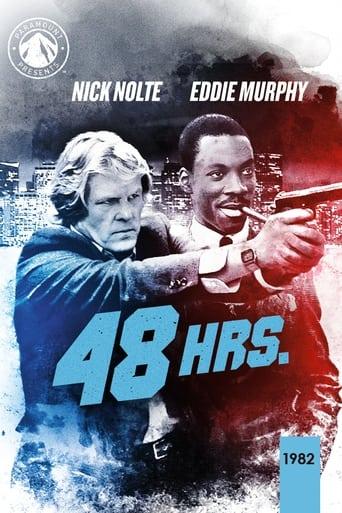 PARAMOUNT
PRESENTS
NICK NOLTE EDDIE MURPHY
48 HRS.
1982